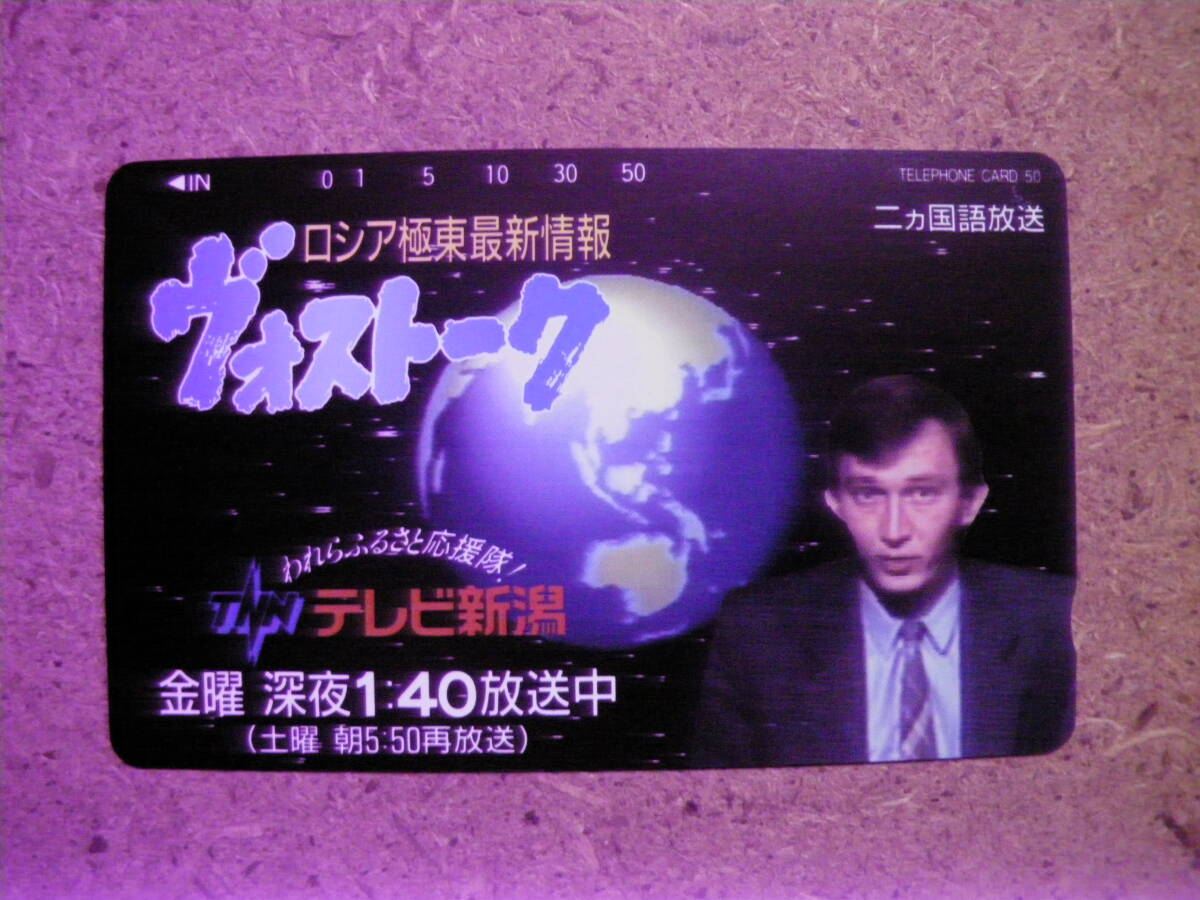 ◀IN 0 1 5 10 30 50
TELEPHONE CARD 50
二ヵ国語放送
ロシア極東最新情報
ヴォストーク
われらふるさと応援隊!
TNN テレビ新潟
金曜 深夜1:40放送中
(土曜 朝5:50再放送)